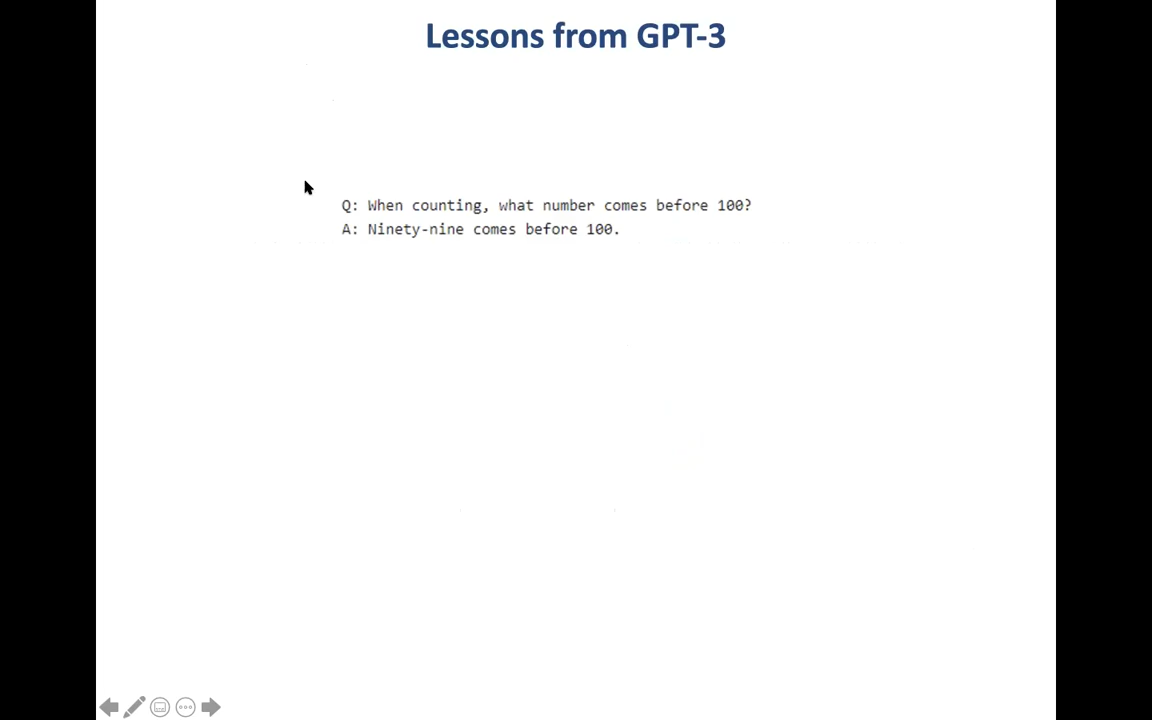 Lessons from GPT-3
Q: When counting, what number comes before 100?
A: Ninety-nine comes before 100.